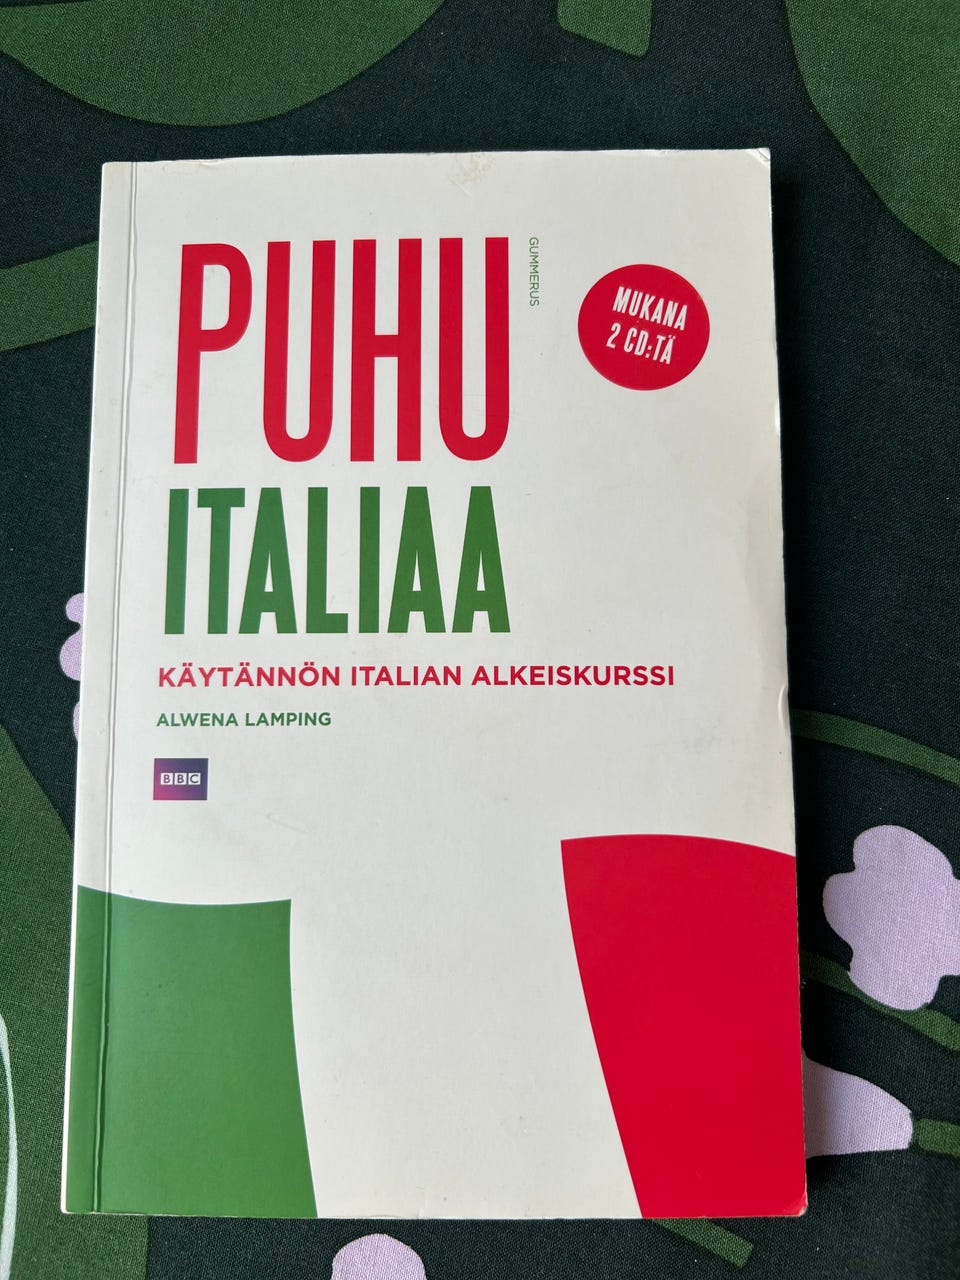 PUHU
GUMMERUS
MUKANA
2 CD:TÄ
ITALIAA
KÄYTÄNNÖN ITALIAN ALKEISKURSSI
ALWENA LAMPING
BBC